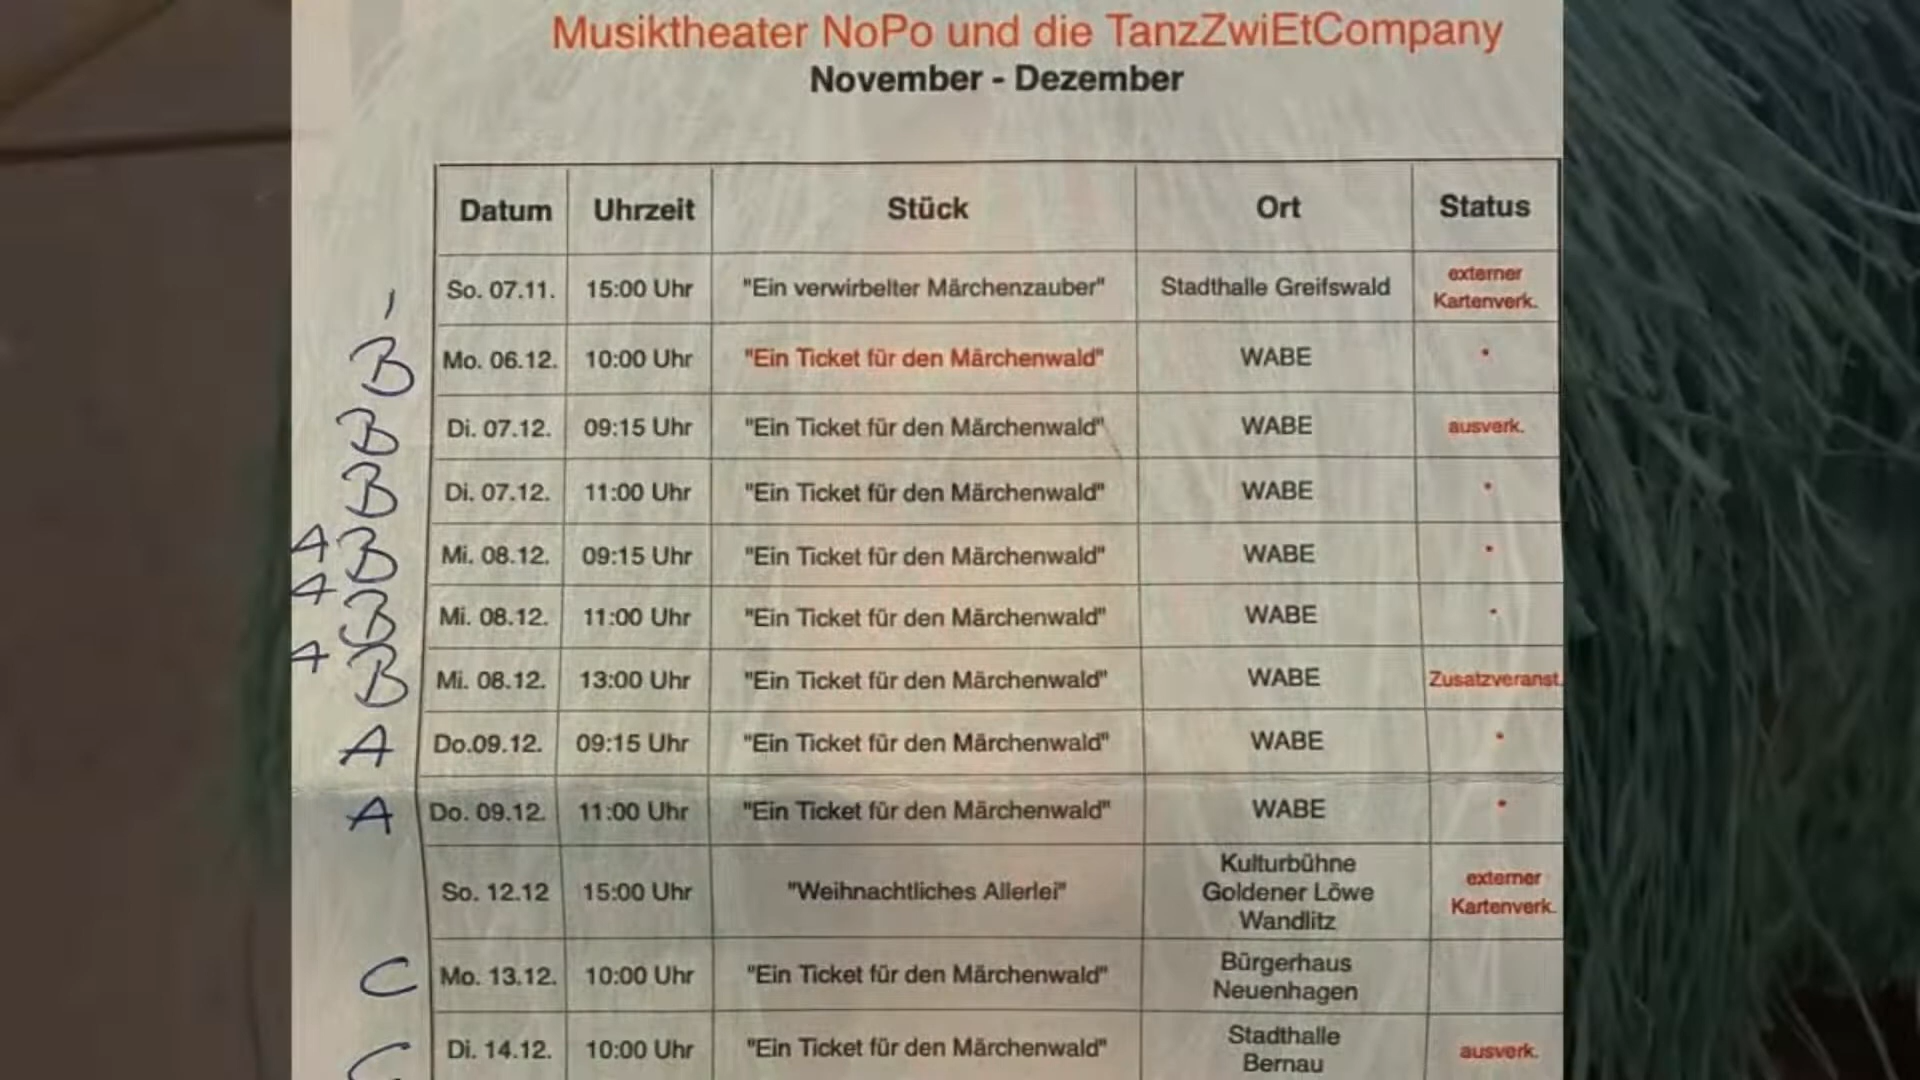 Musiktheater NoPo und die TanzZwiEtCompany
November - Dezember
Datum Uhrzeit Stück Ort Status
So. 07.11. 15:00 Uhr "Ein verwirbelter Märchenzauber" Stadthalle Greifswald externer
Kartenverk.
B Mo. 06.12. 10:00 Uhr "Ein Ticket für den Märchenwald" WABE *
B Di. 07.12. 09:15 Uhr "Ein Ticket für den Märchenwald" WABE ausverk.
B Di. 07.12. 11:00 Uhr "Ein Ticket für den Märchenwald" WABE *
A B Mi. 08.12. 09:15 Uhr "Ein Ticket für den Märchenwald" WABE *
A B Mi. 08.12. 11:00 Uhr "Ein Ticket für den Märchenwald" WABE *
A B Mi. 08.12. 13:00 Uhr "Ein Ticket für den Märchenwald" WABE Zusatzveranst.
A Do.09.12. 09:15 Uhr "Ein Ticket für den Märchenwald" WABE *
A Do. 09.12. 11:00 Uhr "Ein Ticket für den Märchenwald" WABE *
So. 12.12 15:00 Uhr "Weihnachtliches Allerlei" Kulturbühne
Goldener Löwe
Wandlitz
externer
Kartenverk.
C Mo. 13.12. 10:00 Uhr "Ein Ticket für den Märchenwald" Bürgerhaus
Neuenhagen
C Di. 14.12. 10:00 Uhr "Ein Ticket für den Märchenwald" Stadthalle
Bernau
ausverk.